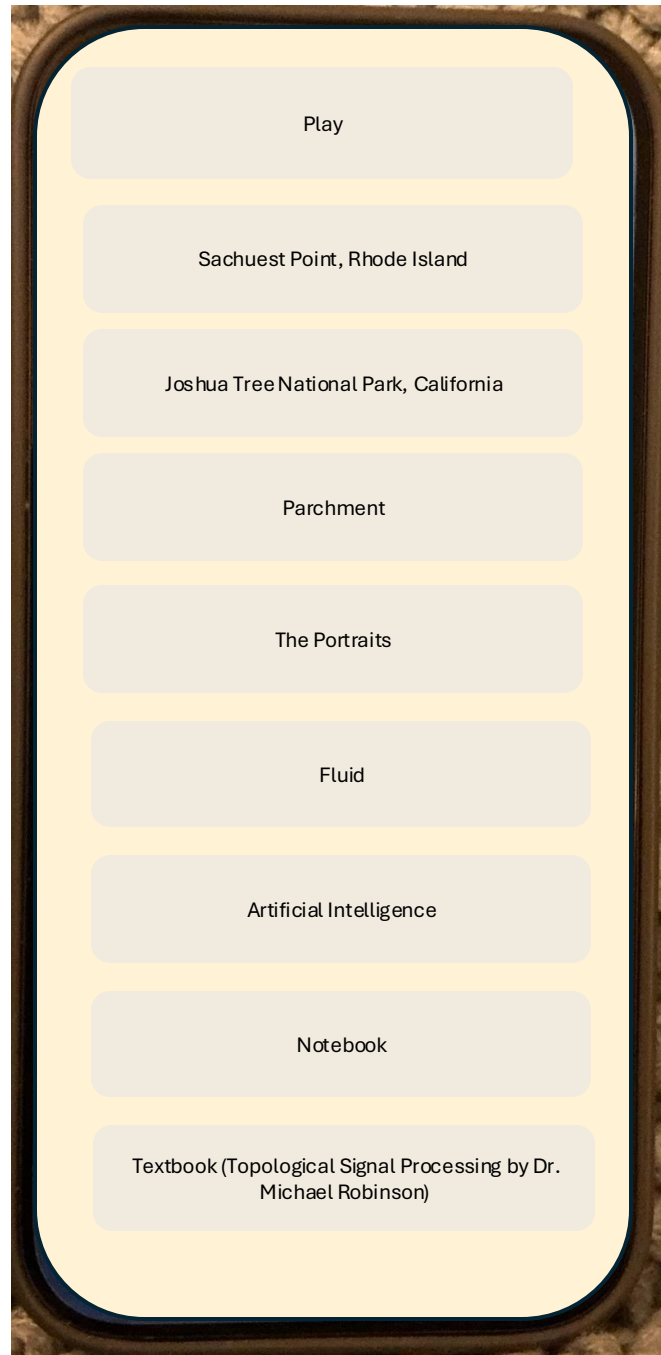 Play
Sachuest Point, Rhode Island
Joshua Tree National Park, California
Parchment
The Portraits
Fluid
Artificial Intelligence
Notebook
Textbook (Topological Signal Processing by Dr.
Michael Robinson)